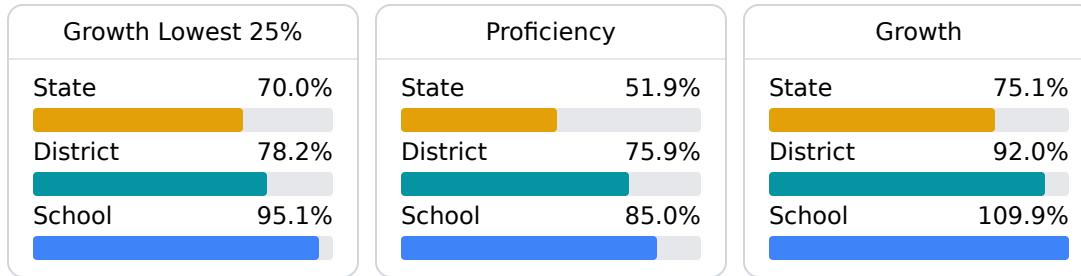 Growth Lowest 25%
State 70.0%
District 78.2%
School 95.1%
Proficiency
State 51.9%
District 75.9%
School 85.0%
Growth
State 75.1%
District 92.0%
School 109.9%